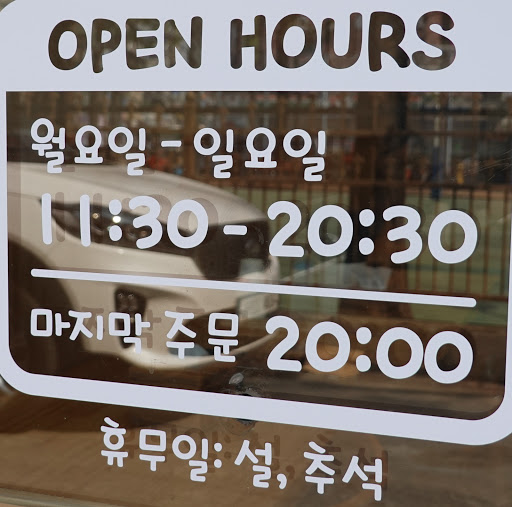 OPEN HOURS
월요일 - 일요일
11:30 - 20:30
마지막 주문 20:00
휴무일: 설, 추석